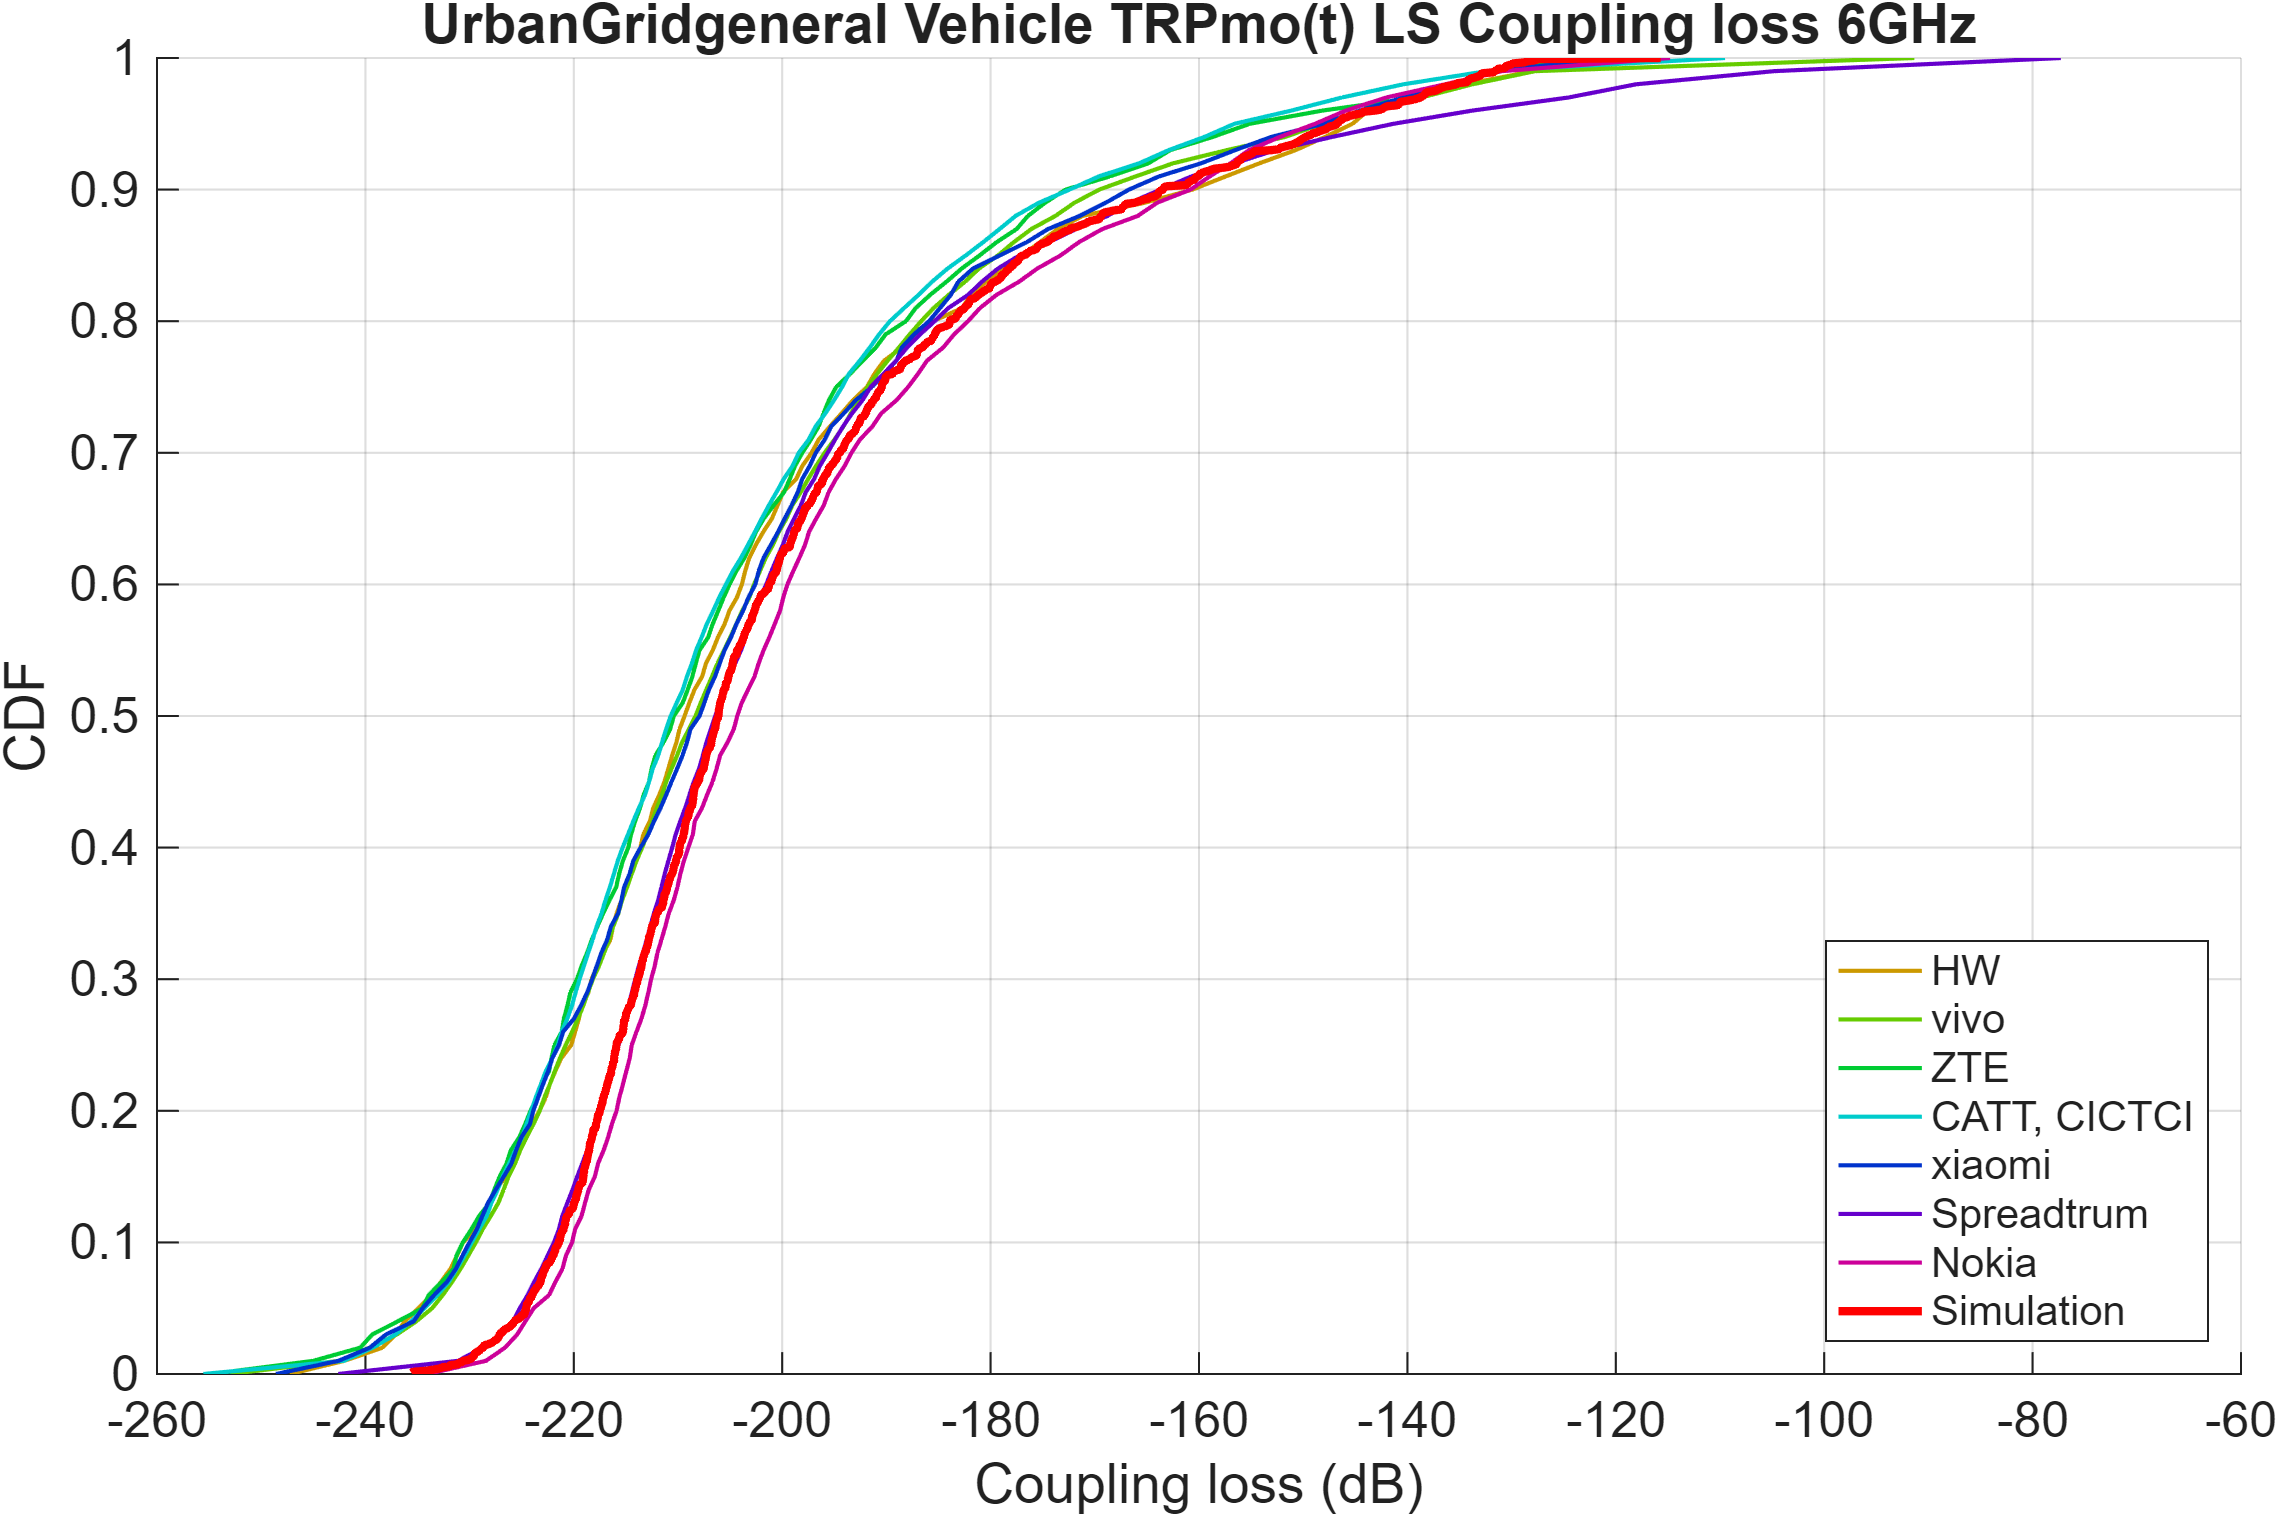 UrbanGridgeneral Vehicle TRPmo(t) LS Coupling loss 6GHz
1
0.9
0.8
0.7
0.6
0.5
0.4
0.3
0.2
0.1
0
CDF
HW
vivo
ZTE
CATT, CICTCI
xiaomi
Spreadtrum
Nokia
Simulation
-260 -240 -220 -200 -180 -160 -140 -120 -100 -80 -60
Coupling loss (dB)